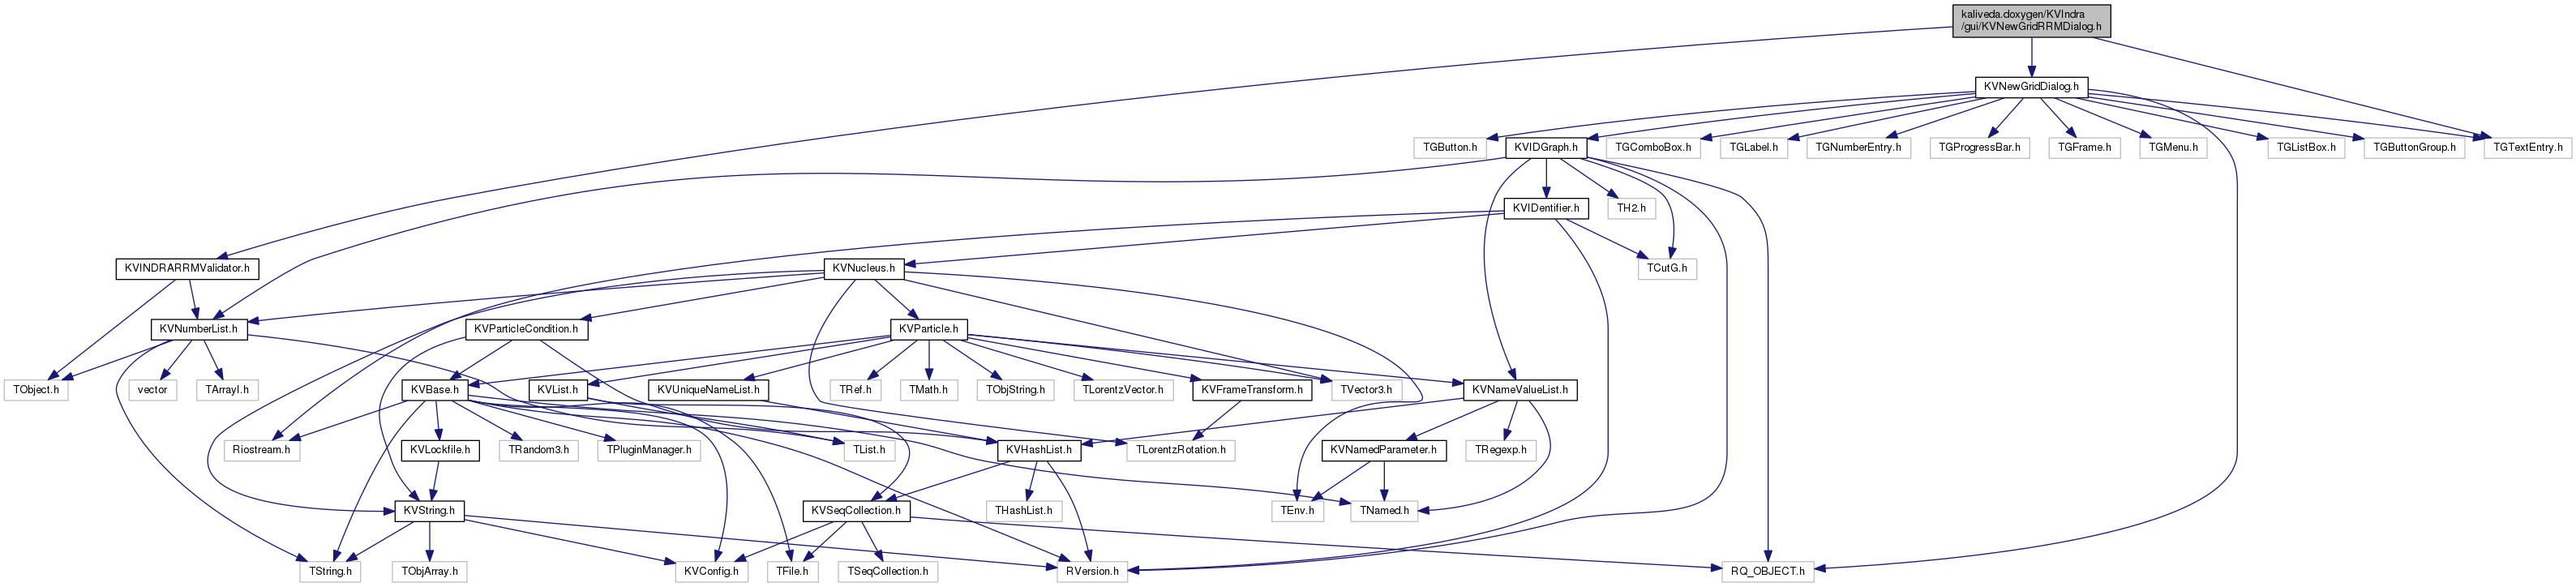 kaliveda.doxygen/KVIndra
/gui/KVNewGridRRMDialog.h
KVNewGridDialog.h
TGButton.h
KVIDGraph.h
TGComboBox.h
TGLabel.h
TGNumberEntry.h
TGProgressBar.h
TGFrame.h
TGMenu.h
TGListBox.h
TGButtonGroup.h
TGTextEntry.h
KVIDentifier.h
TH2.h
KVINDRARRMValidator.h
KVNucleus.h
TCutG.h
KVNumberList.h
KVParticleCondition.h
KVParticle.h
TObject.h
vector
TArrayI.h
KVBase.h
KVList.h
KVUniqueNameList.h
TRef.h
TMath.h
TObjString.h
TLorentzVector.h
KVFrameTransform.h
TVector3.h
KVNameValueList.h
Riostream.h
KVLockfile.h
TRandom3.h
TPluginManager.h
TList.h
KVHashList.h
TLorentzRotation.h
KVNamedParameter.h
TRegexp.h
KVString.h
KVSeqCollection.h
THashList.h
TEnv.h
TNamed.h
TString.h
TObjArray.h
KVConfig.h
TFile.h
TSeqCollection.h
RVersion.h
RQ_OBJECT.h